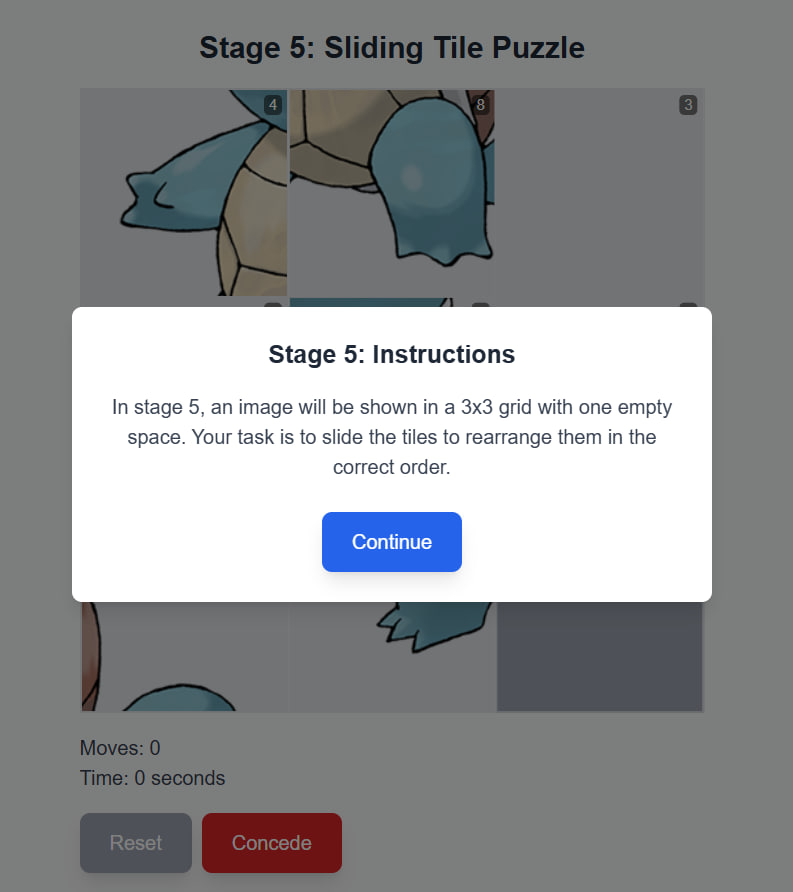 Stage 5: Sliding Tile Puzzle
4
8
3
Stage 5: Instructions
In stage 5, an image will be shown in a 3x3 grid with one empty
space. Your task is to slide the tiles to rearrange them in the
correct order.
Continue
Moves: 0
Time: 0 seconds
Reset
Concede